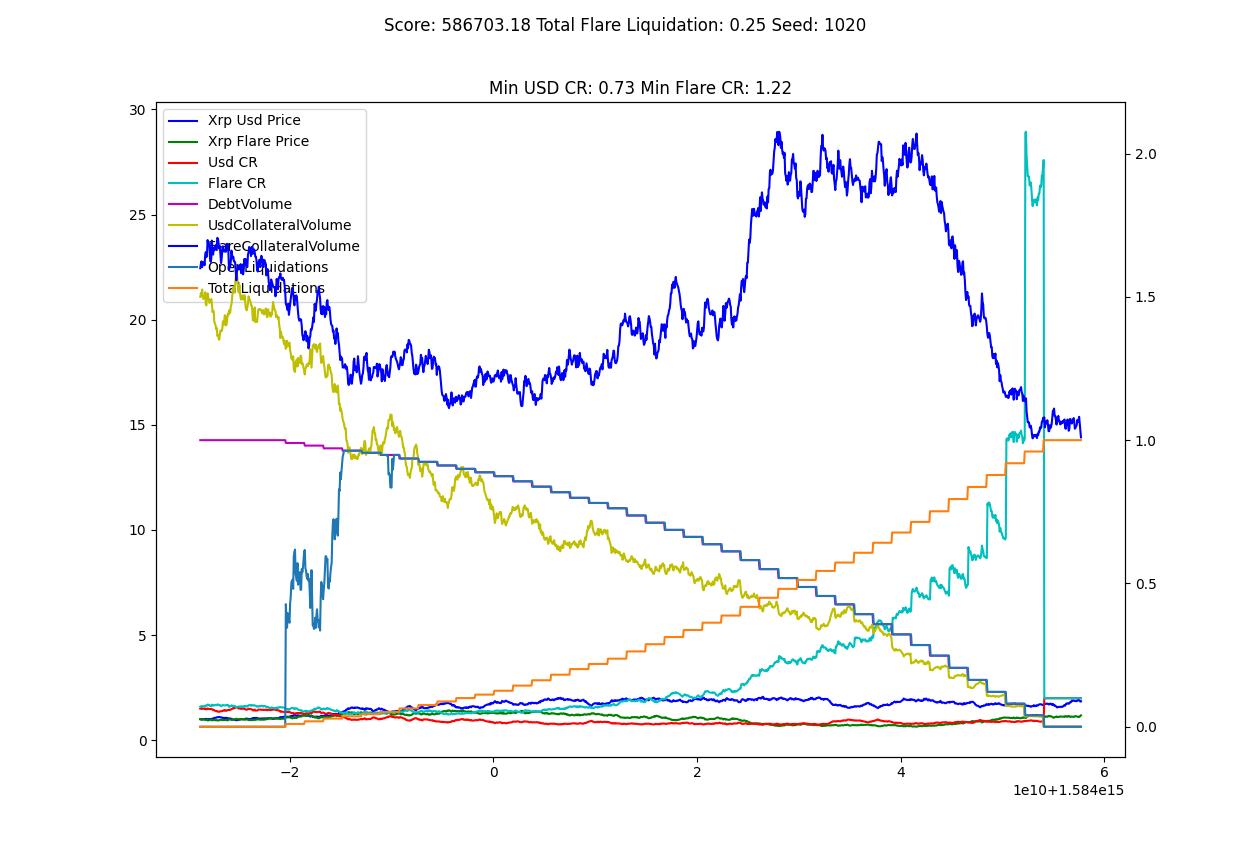 Score: 586703.18 Total Flare Liquidation: 0.25 Seed: 1020
Min USD CR: 0.73 Min Flare CR: 1.22
Xrp Usd Price
Xrp Flare Price
Usd CR
Flare CR
DebtVolume
UsdCollateralVolume
FlareCollateralVolume
OpenLiquidations
TotalLiquidations
30
25
20
15
10
5
0
2.0
1.5
1.0
0.5
0.0
−2
0
2
4
6
1e10+1.584e15